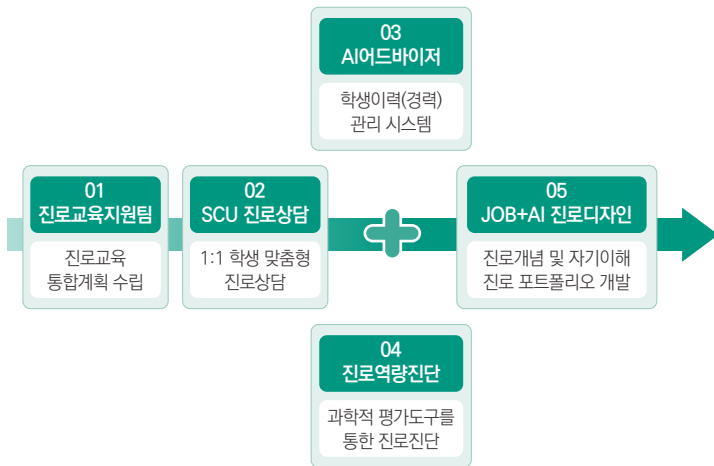 01
진로교육지원팀
진로교육
통합계획 수립
02
SCU 진로상담
1:1 학생 맞춤형
진로상담
03
AI어드바이저
학생이력(경력)
관리 시스템
04
진로역량진단
과학적 평가도구를
통한 진로진단
05
JOB+AI 진로디자인
진로개념 및 자기이해
진로 포트폴리오 개발